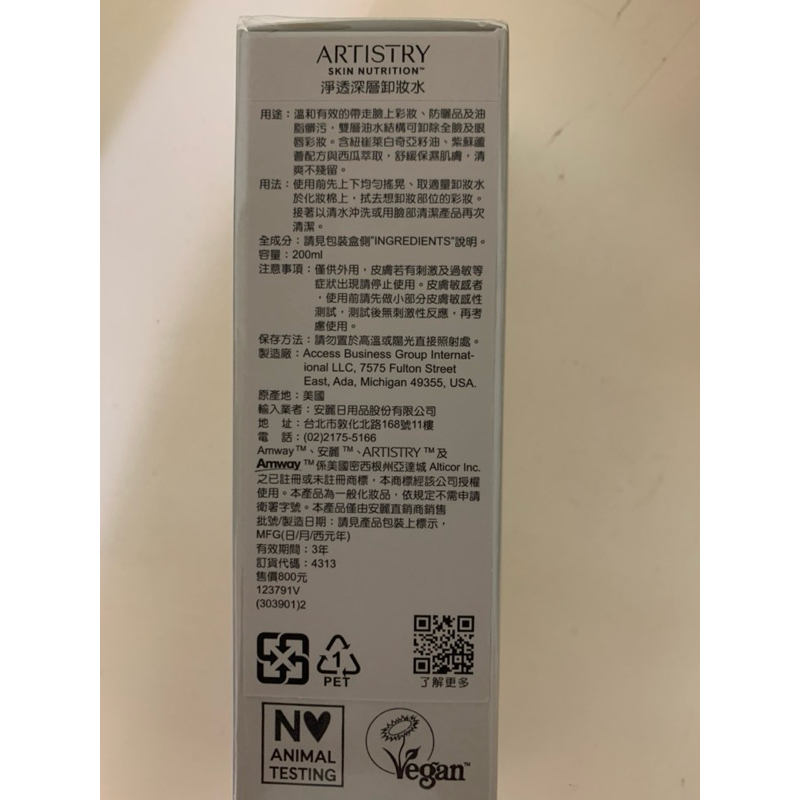 ARTISTRY
SKIN NUTRITION™
淨透深層卸妝水
用途：溫和有效的帶走臉上彩妝、防曬品及油
脂髒污，雙層油水結構可卸除全臉及眼
唇彩妝。含紐崔萊白奇亞籽油、紫蘇蘆
薈配方與西瓜萃取，舒緩保濕肌膚，清
爽不殘留。
用法：使用前先上下均勻搖晃、取適量卸妝水
於化妝棉上，拭去想卸妝部位的彩妝。
接著以清水沖洗或用臉部清潔產品再次
清潔。
全成分：請見包裝盒側"INGREDIENTS"說明。
容量：200ml
注意事項：僅供外用，皮膚若有刺激及過敏等
症狀出現請停止使用。皮膚敏感者
，使用前請先做小部分皮膚敏感性
測試，測試後無刺激性反應，再考
慮使用。
保存方法：請勿置於高溫或陽光直接照射處。
製造廠：Access Business Group Internat-
ional LLC, 7575 Fulton Street
East, Ada, Michigan 49355, USA.
原產地：美國
輸入業者：安麗日用品股份有限公司
地　址：台北市敦化北路168號11樓
電　話：(02)2175-5166
Amway™、安麗™、ARTISTRY™及
Amway™係美國密西根州亞達城 Alticor Inc.
之已註冊或未註冊商標，本商標經該公司授權
使用。本產品為一般化妝品，依規定不需申請
衛署字號。本產品僅由安麗直銷商銷售
批號/製造日期：請見產品包裝上標示，
MFG(日/月/西元年)
有效期間：3年
訂貨代碼：4313
售價800元
123791V
(303901)2
1
PET
了解更多
NO
ANIMAL
TESTING
Vegan™